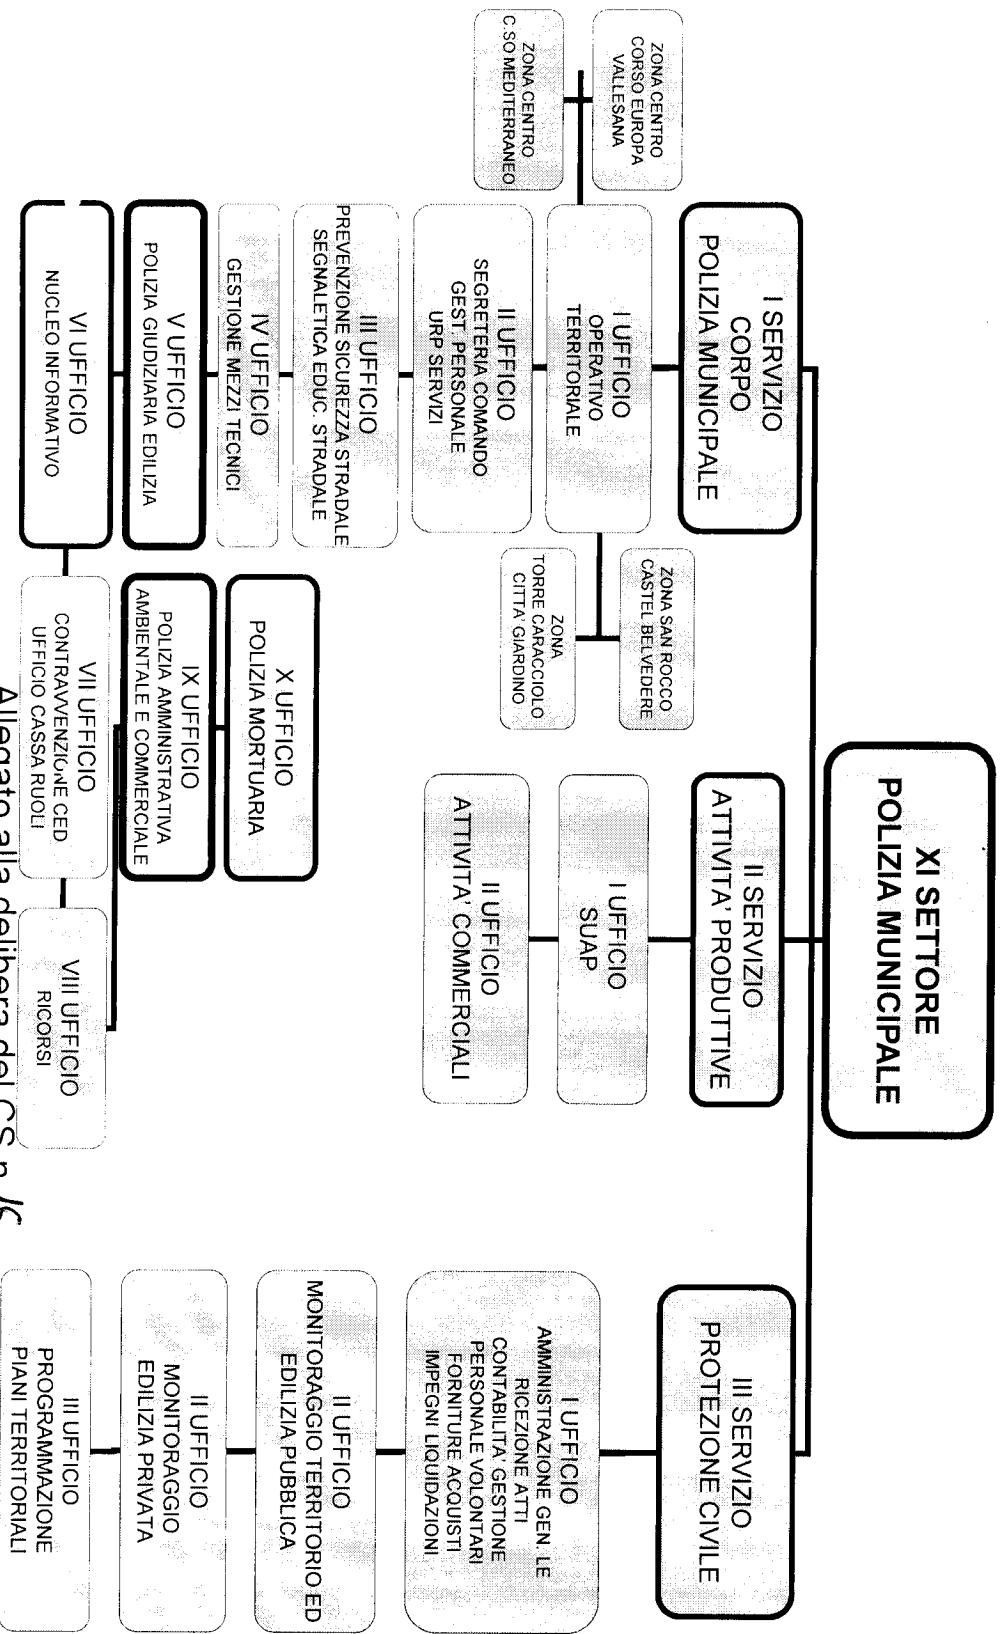 XI SETTORE
POLIZIA MUNICIPALE
I SERVIZIO
CORPO
POLIZIA MUNICIPALE
I UFFICIO
OPERATIVO
TERRITORIALE
ZONA CENTRO
CORSO EUROPA
VALLESANA
ZONA CENTRO
C.SO MEDITERRANEO
ZONA SAN ROCCO
CASTEL BELVEDERE
ZONA
TORRE CARACCIOLO
CITTA' GIARDINO
II UFFICIO
SEGRETERIA COMANDO
GEST. PERSONALE
URP SERVIZI
III UFFICIO
PREVENZIONE SICUREZZA STRADALE
SEGNALETICA EDUC. STRADALE
IV UFFICIO
GESTIONE MEZZI TECNICI
V UFFICIO
POLIZIA GIUDIZIARIA EDILIZIA
VI UFFICIO
NUCLEO INFORMATIVO
VII UFFICIO
CONTRAVVENZIONE CED
UFFICIO CASSA RUOLI
VIII UFFICIO
RICORSI
IX UFFICIO
POLIZIA AMMINISTRATIVA
AMBIENTALE E COMMERCIALE
X UFFICIO
POLIZIA MORTUARIA
II SERVIZIO
ATTIVITA' PRODUTTIVE
I UFFICIO
SUAP
II UFFICIO
ATTIVITA' COMMERCIALI
III SERVIZIO
PROTEZIONE CIVILE
I UFFICIO
AMMINISTRAZIONE GEN. LE
RICEZIONE ATTI
CONTABILITA' GESTIONE
PERSONALE VOLONTARI
FORNITURE ACQUISTI
IMPEGNI LIQUIDAZIONI
II UFFICIO
MONITORAGGIO TERRITORIO ED
EDILIZIA PUBBLICA
II UFFICIO
MONITORAGGIO
EDILIZIA PRIVATA
III UFFICIO
PROGRAMMAZIONE
PIANI TERRITORIALI
Allegato alla delibera del C.S. n.